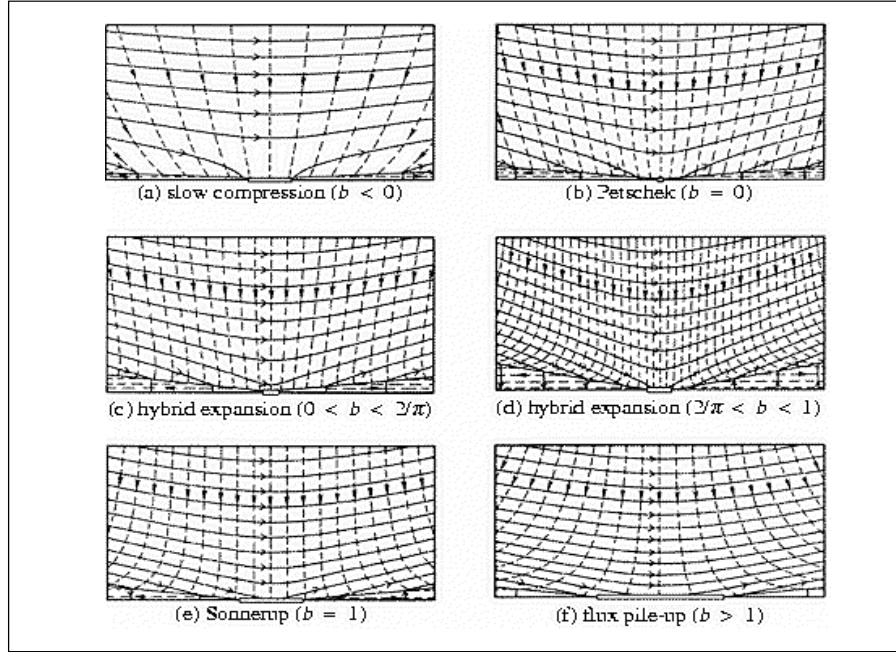 (a) slow compression (b < 0)
(b) Petschek (b = 0)
(c) hybrid expansion (0 < b < 2/π)
(d) hybrid expansion (2/π < b < 1)
(e) Sonnerup (b = 1)
(f) flux pile-up (b > 1)